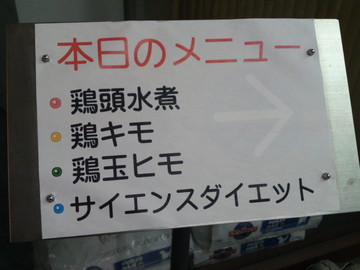 本日のメニュー
鶏頭水煮
鶏キモ
鶏玉ヒモ
サイエンスダイエット